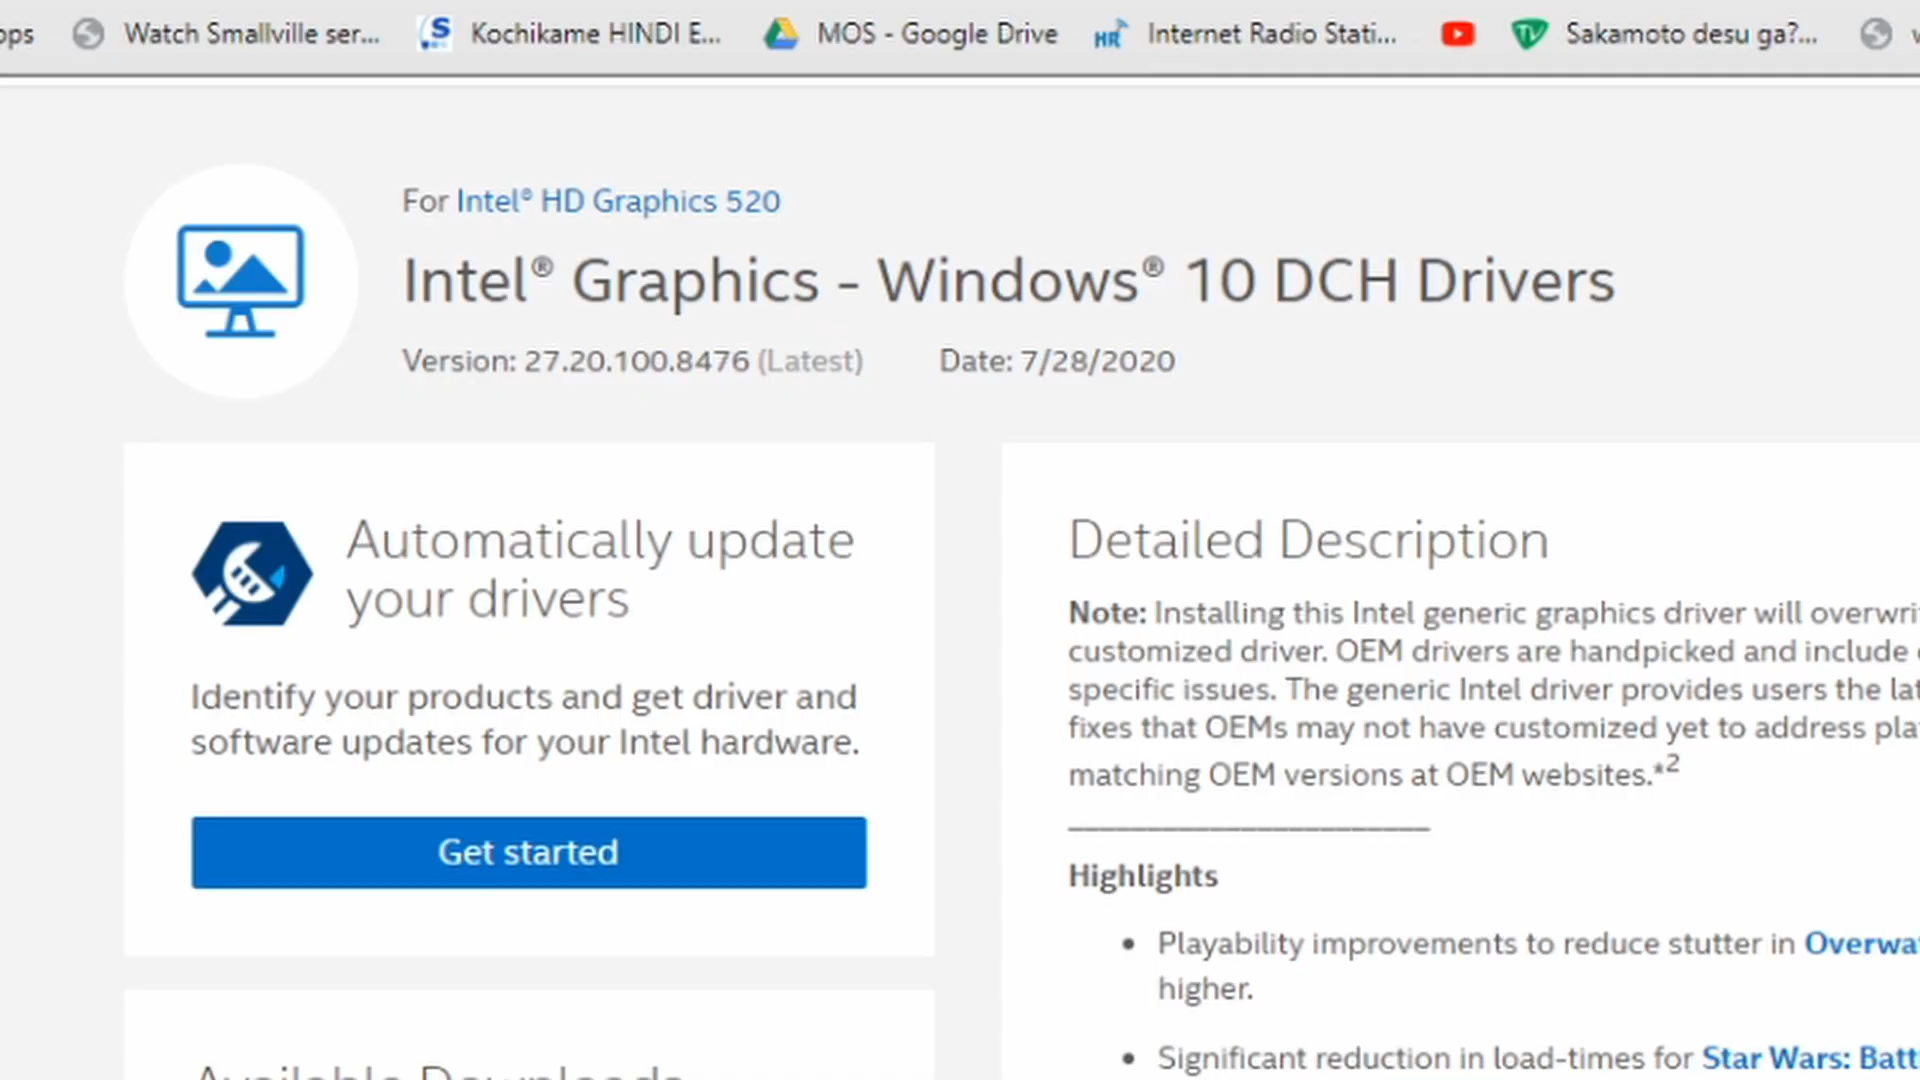 ops Watch Smallville ser... Kochikame HINDI E... MOS - Google Drive HR Internet Radio Stati... TV Sakamoto desu ga?...
For Intel® HD Graphics 520
Intel® Graphics - Windows® 10 DCH Drivers
Version: 27.20.100.8476 (Latest) Date: 7/28/2020
Automatically update
your drivers
Identify your products and get driver and
software updates for your Intel hardware.
Get started
Available Downloads
Detailed Description
Note: Installing this Intel generic graphics driver will overwri
customized driver. OEM drivers are handpicked and include
specific issues. The generic Intel driver provides users the lat
fixes that OEMs may not have customized yet to address pla
matching OEM versions at OEM websites.*²
Highlights
• Playability improvements to reduce stutter in Overwa
higher.
• Significant reduction in load-times for Star Wars: Batt